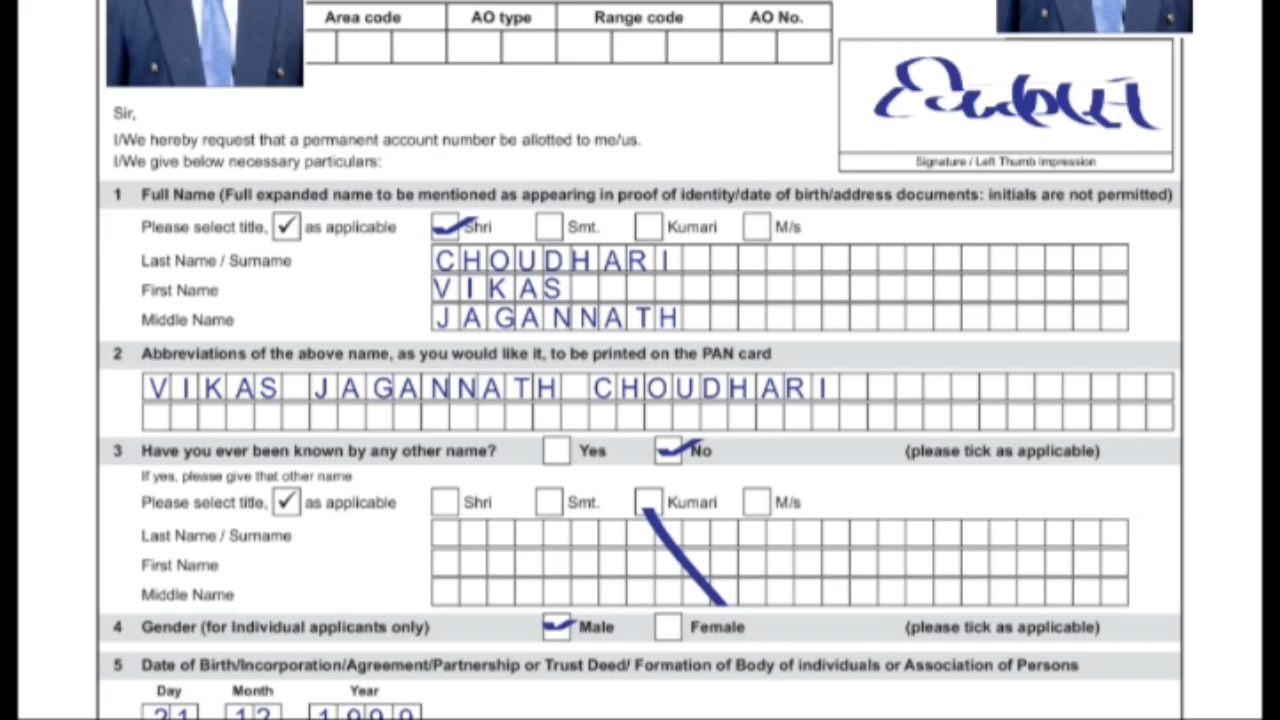 Area code AO type Range code AO No.
Sir,
I/We hereby request that a permanent account number be allotted to me/us.
I/We give below necessary particulars:
Signature / Left Thumb Impression
1 Full Name (Full expanded name to be mentioned as appearing in proof of identity/date of birth/address documents: initials are not permitted)
Please select title, ✓ as applicable Shri Smt. Kumari M/s
Last Name / Surname CHOUDHARI
First Name VIKAS
Middle Name JAGANNATH
2 Abbreviations of the above name, as you would like it, to be printed on the PAN card
VIKAS JAGANNATH CHOUDHARI
3 Have you ever been known by any other name? Yes No (please tick as applicable)
If yes, please give that other name
Please select title, ✓ as applicable Shri Smt. Kumari M/s
Last Name / Surname
First Name
Middle Name
4 Gender (for Individual applicants only) Male Female (please tick as applicable)
5 Date of Birth/Incorporation/Agreement/Partnership or Trust Deed/ Formation of Body of individuals or Association of Persons
Day Month Year